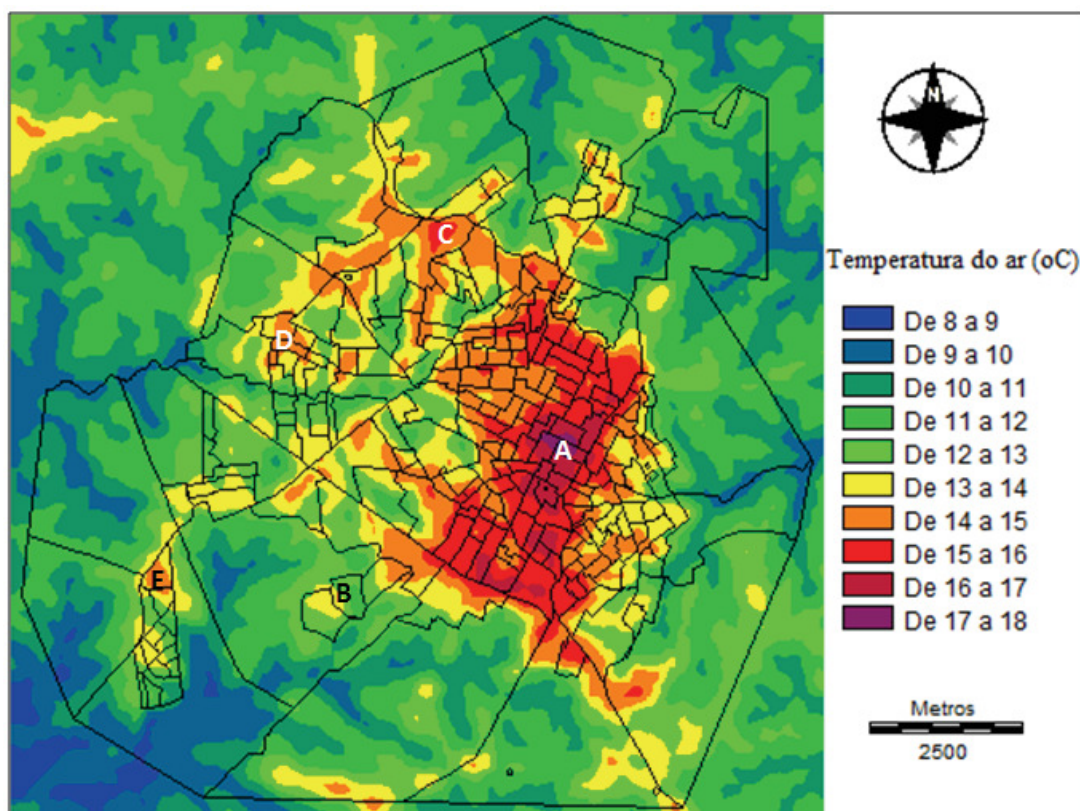 N
Temperatura do ar (oC)
De 8 a 9
De 9 a 10
De 10 a 11
De 11 a 12
De 12 a 13
De 13 a 14
De 14 a 15
De 15 a 16
De 16 a 17
De 17 a 18
Metros
2500
C
D
A
E
B